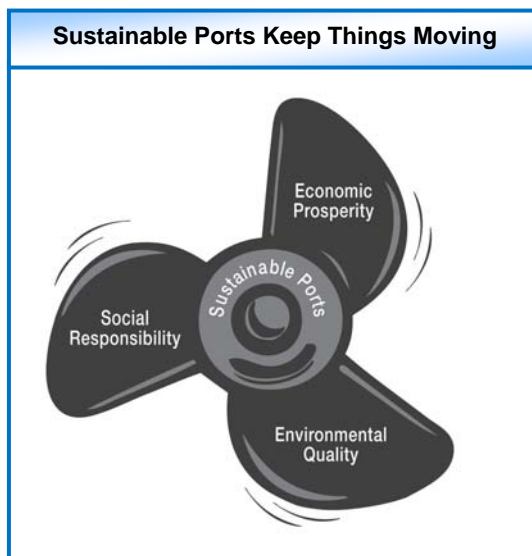 Sustainable Ports Keep Things Moving
Economic
Prosperity
Sustainable Ports
Social
Responsibility
Environmental
Quality